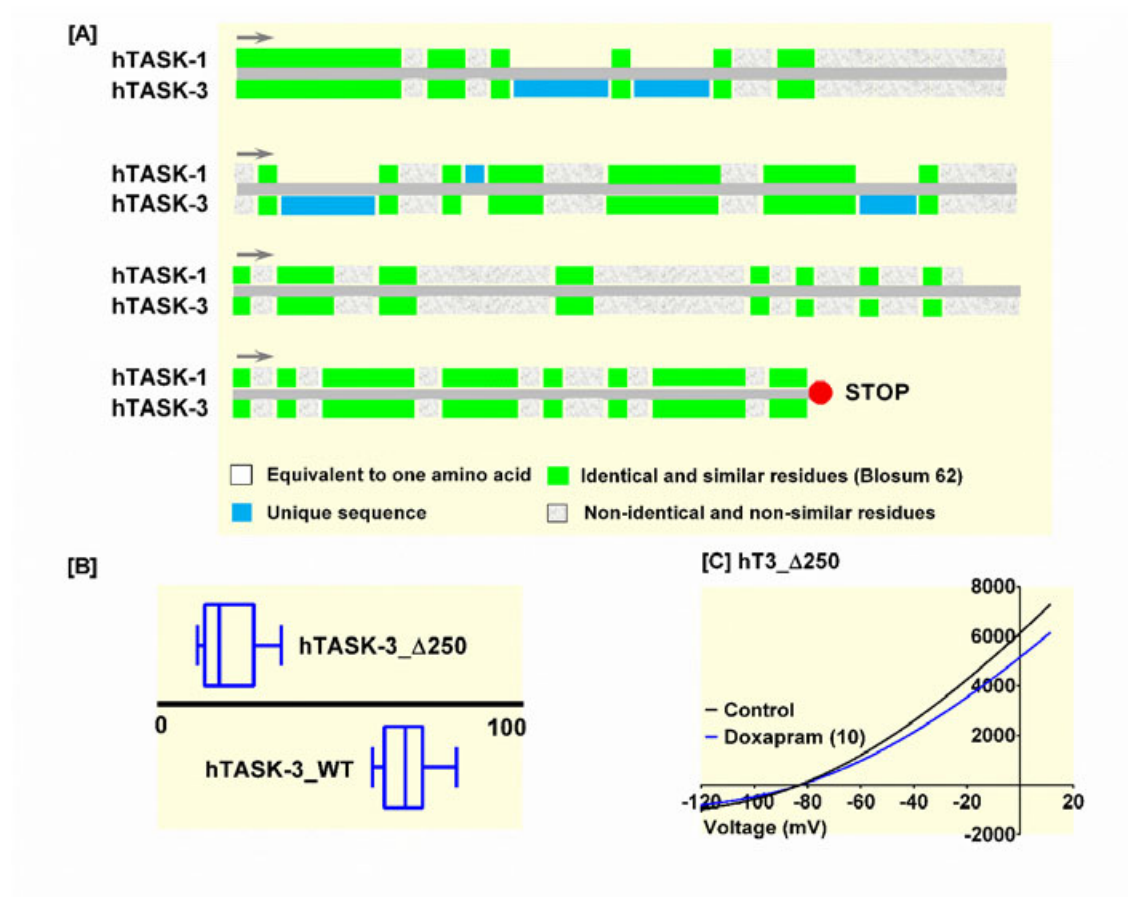 [A]
hTASK-1
hTASK-3
hTASK-1
hTASK-3
hTASK-1
hTASK-3
hTASK-1
hTASK-3
STOP
Equivalent to one amino acid
Identical and similar residues (Blosum 62)
Unique sequence
Non-identical and non-similar residues
[B]
hTASK-3_Δ250
0
100
hTASK-3_WT
[C] hT3_Δ250
8000
6000
4000
2000
-2000
Control
Doxapram (10)
-120 -100 -80 -60 -40 -20 20
Voltage (mV)